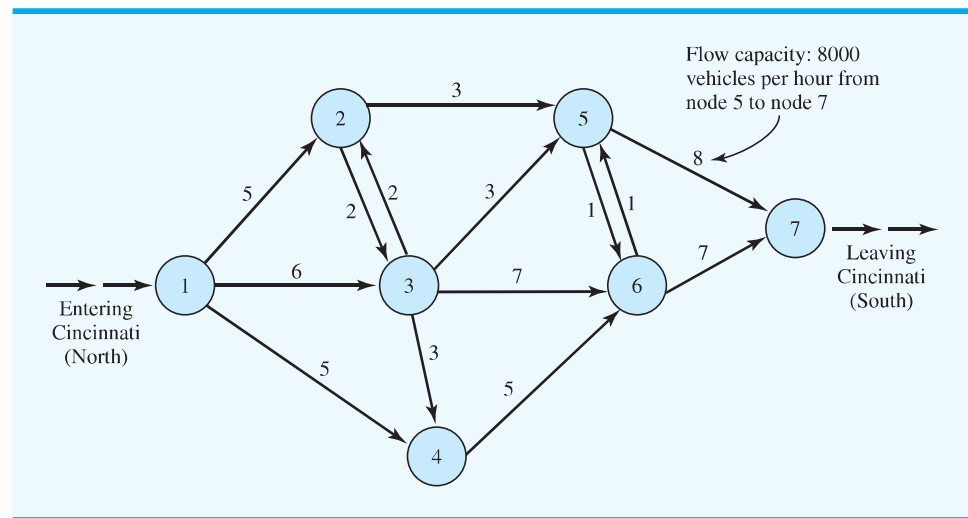 Flow capacity: 8000
vehicles per hour from
node 5 to node 7
3
2
5
8
5
2
2
3
1
1
7
7
Leaving
Cincinnati
(South)
1
6
3
7
6
Entering
Cincinnati
(North)
5
3
5
4